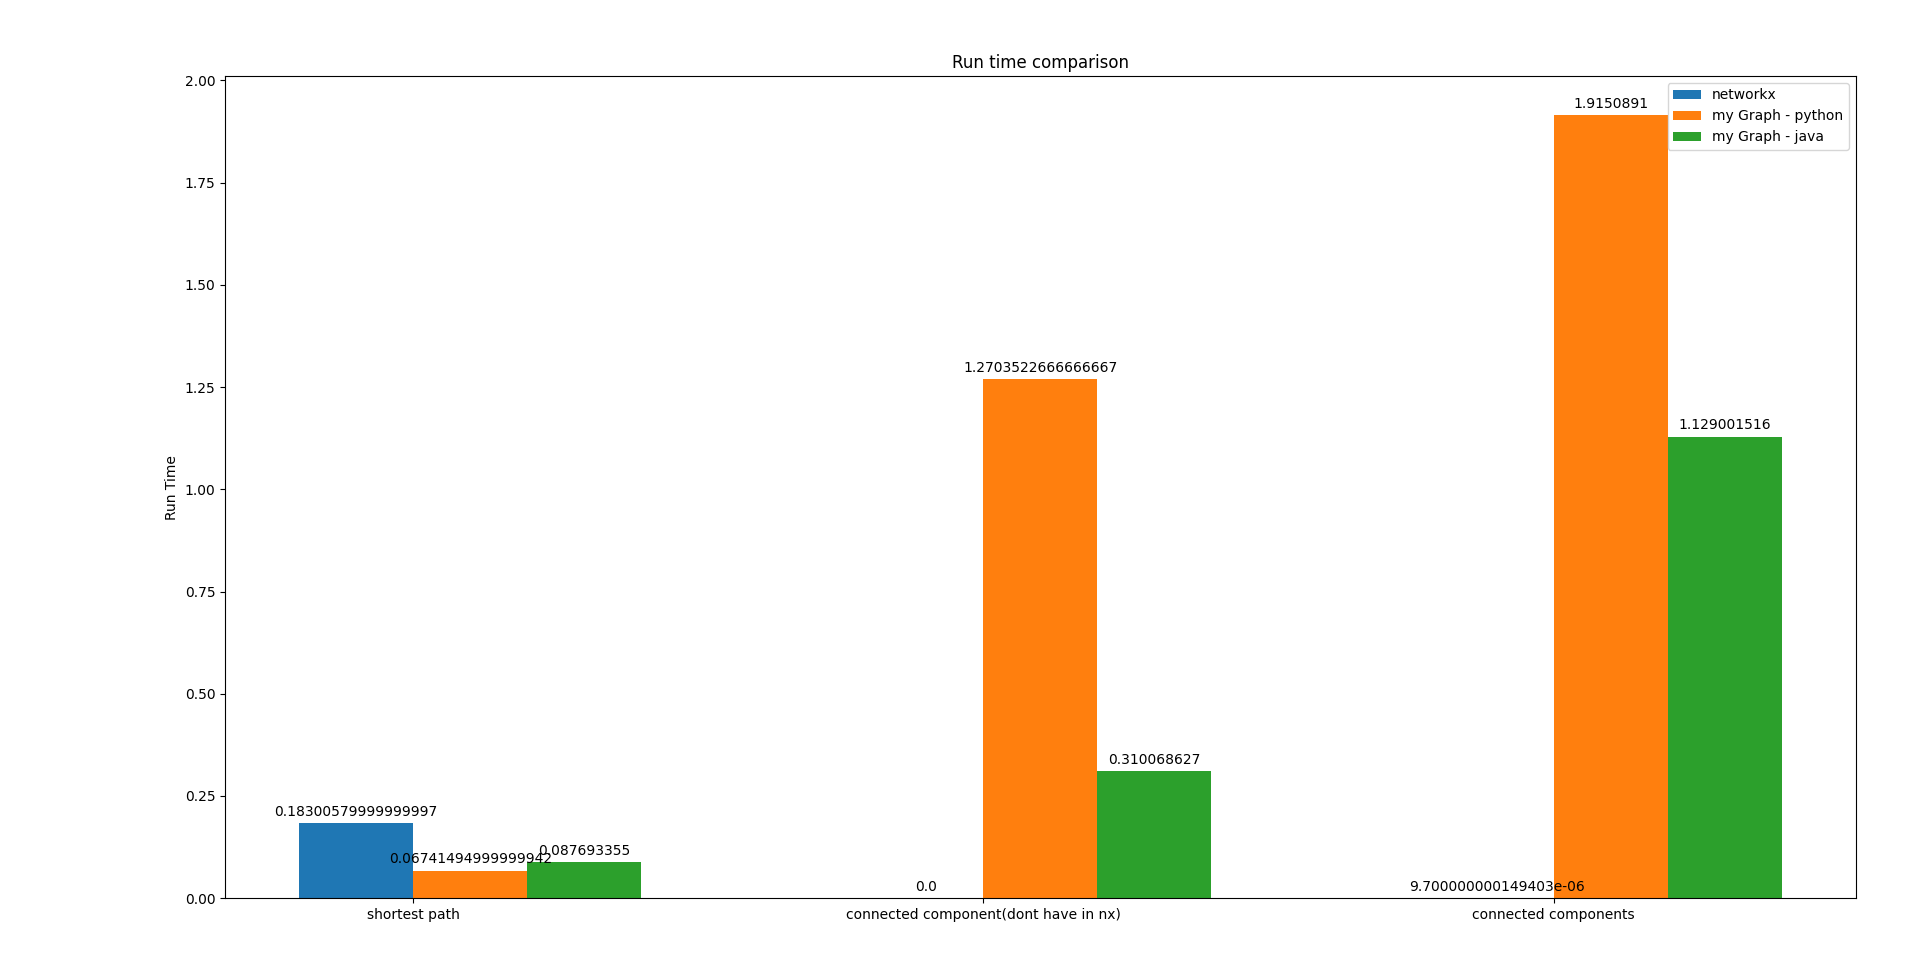 Run time comparison
networkx
my Graph - python
my Graph - java
Run Time
2.00
1.75
1.50
1.25
1.00
0.75
0.50
0.25
0.00
0.18300579999999997
0.06741494999999942
0.087693355
0.0
1.2703522666666667
0.310068627
9.700000000149403e-06
1.9150891
1.129001516
shortest path
connected component(dont have in nx)
connected components